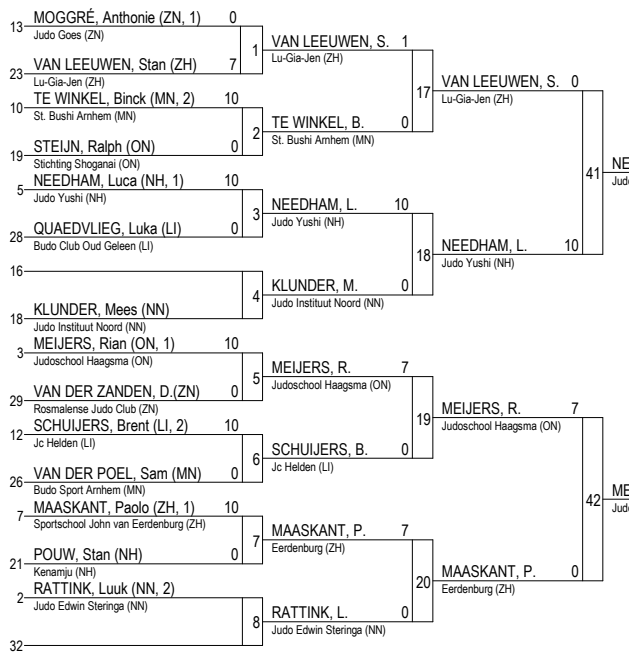 13 MOGGRÉ, Anthonie (ZN, 1) 0
Judo Goes (ZN)
1
23 VAN LEEUWEN, Stan (ZH) 7
Lu-Gia-Jen (ZH)
10 TE WINKEL, Binck (MN, 2) 10
St. Bushi Arnhem (MN)
2
19 STEIJN, Ralph (ON) 0
Stichting Shoganai (ON)
5 NEEDHAM, Luca (NH, 1) 10
Judo Yushi (NH)
3
28 QUAEDVLIEG, Luka (LI) 0
Budo Club Oud Geleen (LI)
16
4
18 KLUNDER, Mees (NN)
Judo Instituut Noord (NN)
3 MEIJERS, Rian (ON, 1) 10
Judoschool Haagsma (ON)
5
29 VAN DER ZANDEN, D.(ZN) 0
Rosmalense Judo Club (ZN)
12 SCHUIJERS, Brent (LI, 2) 10
Jc Helden (LI)
6
26 VAN DER POEL, Sam (MN) 0
Budo Sport Arnhem (MN)
7 MAASKANT, Paolo (ZH, 1) 10
Sportschool John van Eerdenburg (ZH)
7
21 POUW, Stan (NH) 0
Kenamju (NH)
2 RATTINK, Luuk (NN, 2)
Judo Edwin Steringa (NN)
8
32
VAN LEEUWEN, S. 1
Lu-Gia-Jen (ZH)
17
TE WINKEL, B. 0
St. Bushi Arnhem (MN)
NEEDHAM, L. 10
Judo Yushi (NH)
18
KLUNDER, M. 0
Judo Instituut Noord (NN)
MEIJERS, R. 7
Judoschool Haagsma (ON)
19
SCHUIJERS, B. 0
Jc Helden (LI)
MAASKANT, P. 7
Eerdenburg (ZH)
20
RATTINK, L. 0
Judo Edwin Steringa (NN)
VAN LEEUWEN, S. 0
Lu-Gia-Jen (ZH)
41
NEEDHAM, L. 10
Judo Yushi (NH)
MEIJERS, R. 7
Judoschool Haagsma (ON)
42
MAASKANT, P. 0
Eerdenburg (ZH)
NE
Jud
ME
Jud